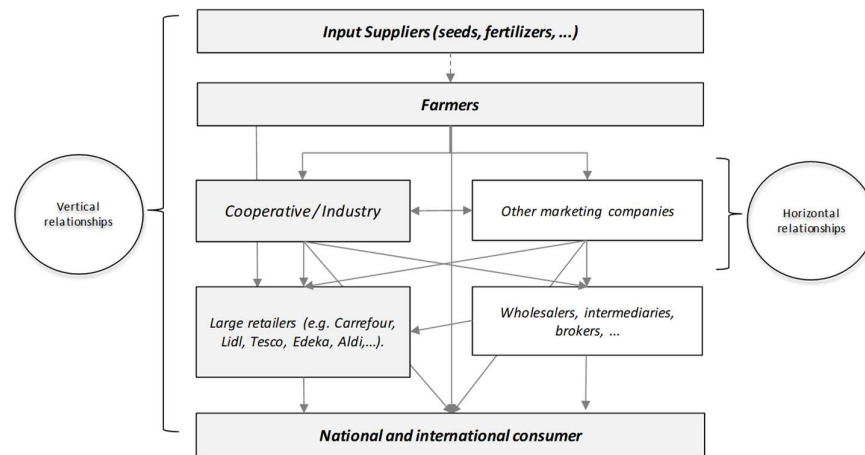 Input Suppliers (seeds, fertilizers, ...)
Farmers
Vertical
relationships
Cooperative / Industry
Other marketing companies
Horizontal
relationships
Large retailers (e.g. Carrefour,
Lidl, Tesco, Edeka, Aldi,...).
Wholesalers, intermediaries,
brokers, ...
National and international consumer